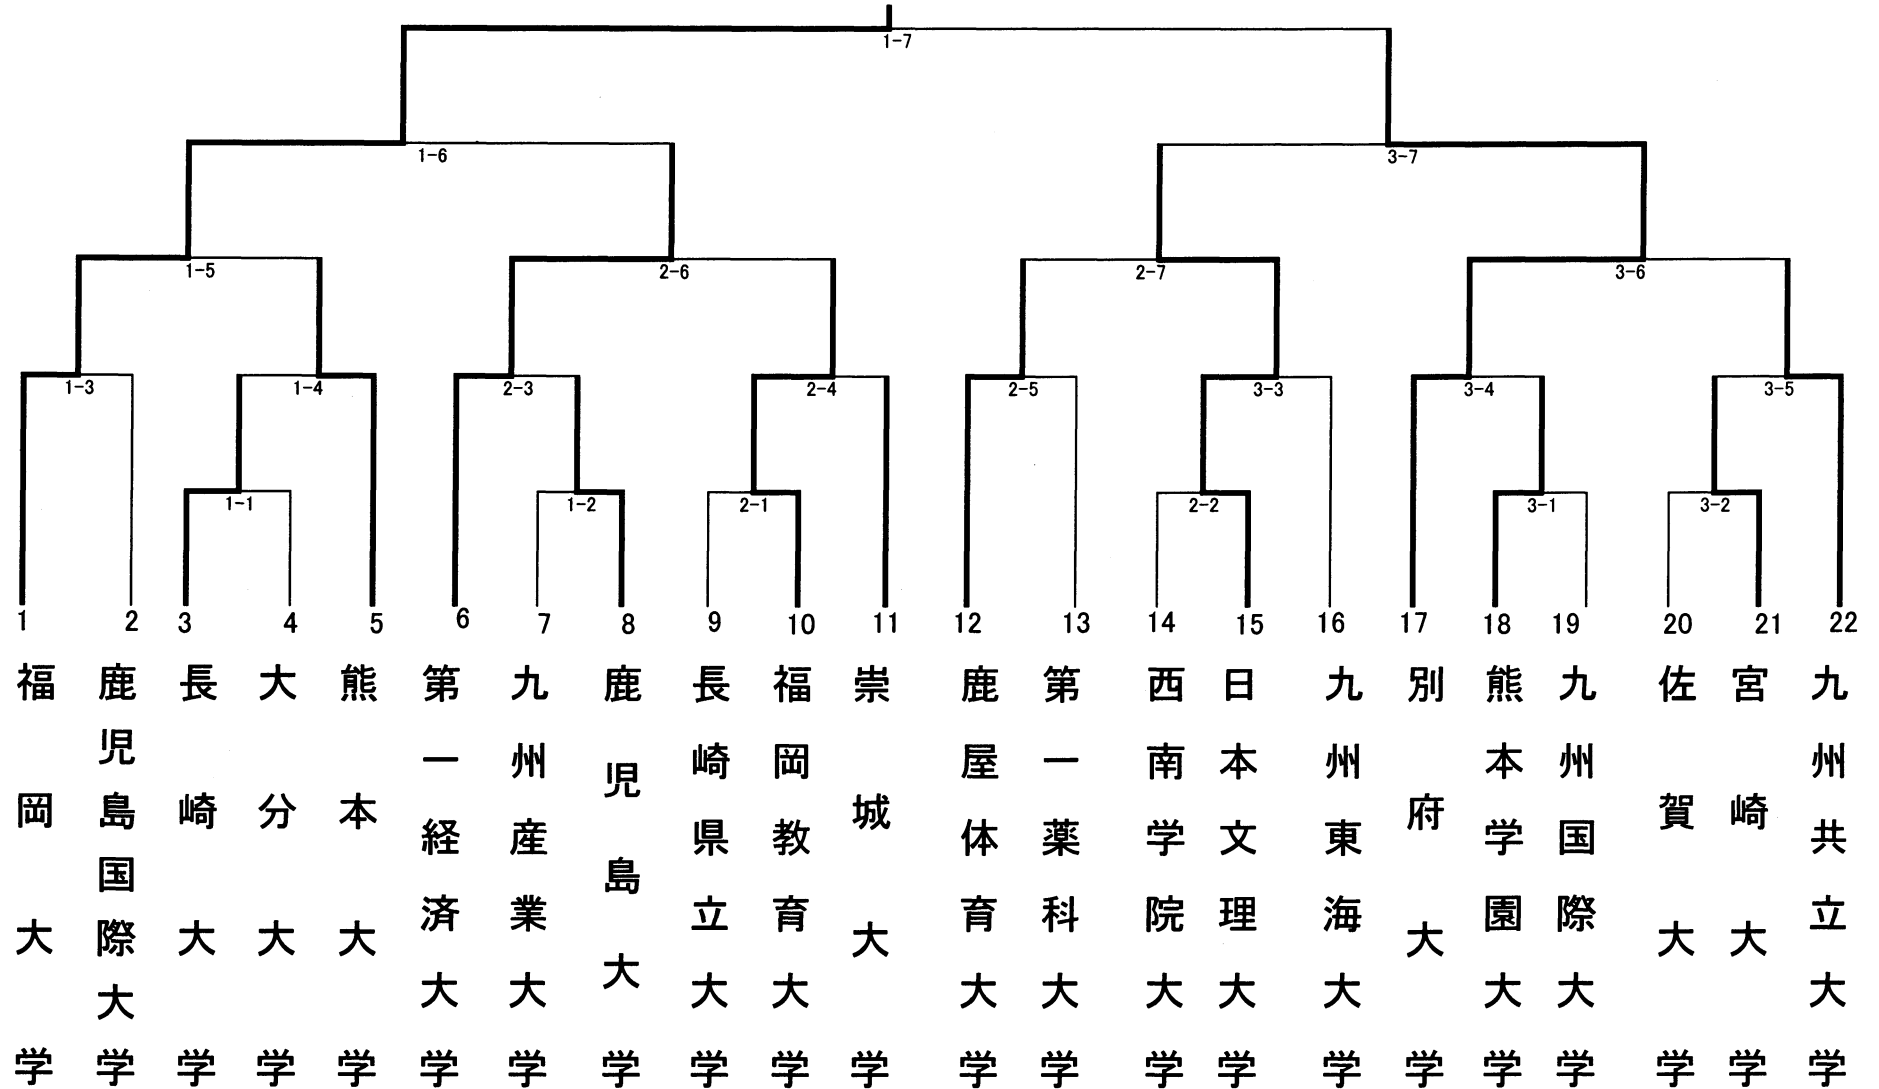 1-7
1-6
3-7
1-5
2-6
2-7
3-6
1-3
1-4
2-3
2-4
2-5
3-3
3-4
3-5
1-1
1-2
2-1
2-2
3-1
3-2
1 2 3 4 5 6 7 8 9 10 11 12 13 14 15 16 17 18 19 20 21 22
福岡大学
鹿児島国際大学
長崎大学
大分大学
熊本大学
第一経済大学
九州産業大学
鹿児島大学
長崎県立大学
福岡教育大学
崇城大学
鹿屋体育大学
第一薬科大学
西南学院大学
日本文理大学
九州東海大学
別府大学
熊本学園大学
九州国際大学
佐賀大学
宮崎大学
九州共立大学